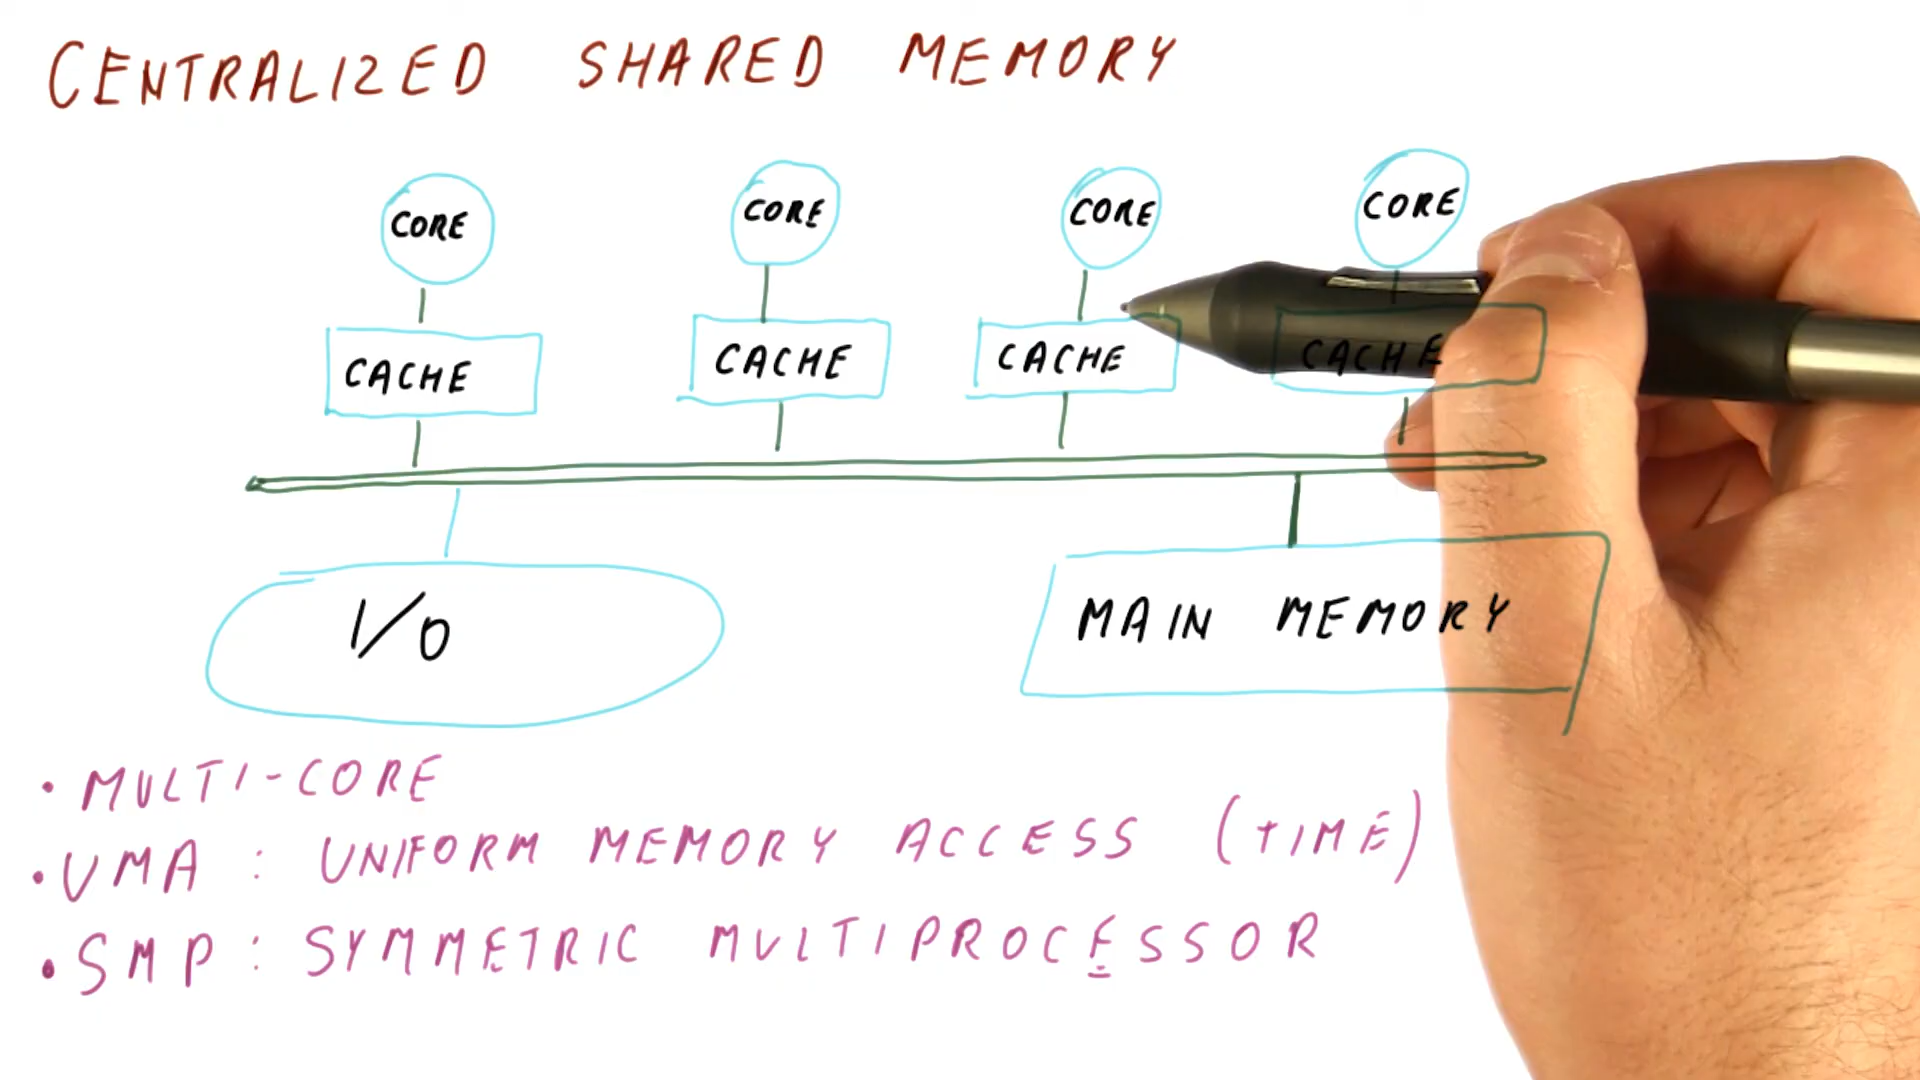 CENTRALIZED SHARED MEMORY
CORE CORE CORE CORE
CACHE CACHE CACHE CACHE
I/O MAIN MEMORY
• MULTI-CORE
• UMA : UNIFORM MEMORY ACCESS (TIME)
• SMP : SYMMETRIC MULTIPROCESSOR